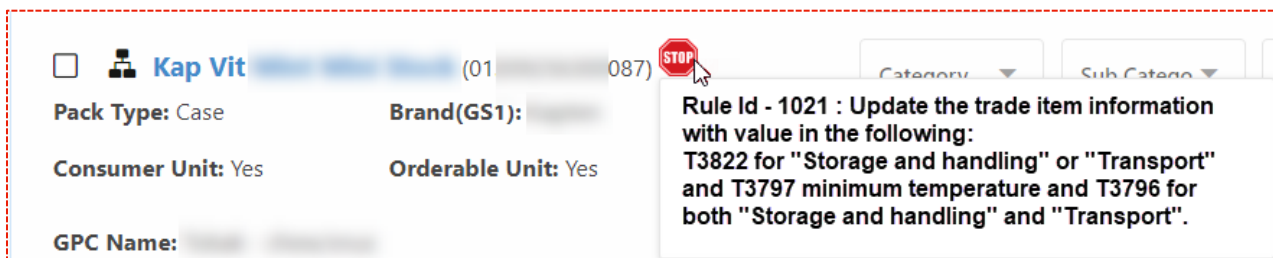 Kap Vit (01 087) STOP
Category Sub Catego
Pack Type: Case Brand(GS1):
Consumer Unit: Yes Orderable Unit: Yes
GPC Name:
Rule Id - 1021 : Update the trade item information
with value in the following:
T3822 for "Storage and handling" or "Transport"
and T3797 minimum temperature and T3796 for
both "Storage and handling" and "Transport".